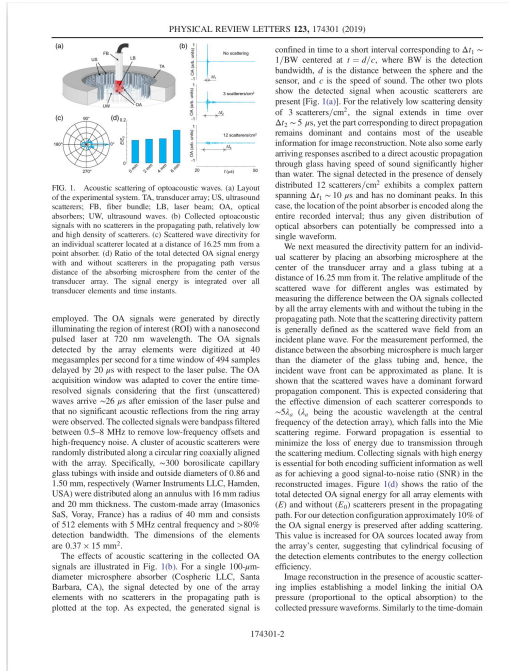 PHYSICAL REVIEW LETTERS 123, 174301 (2019)
(a)
FB
LB
US
US
TA
UW
OA
(b)
No scattering
3 scatterers/cm²
12 scatterers/cm²
OA (arb. units)
OA (arb. units)
OA (arb. units)
20
t (μs)
50
(c)
90°
180°
0°
270°
(d)
0.2
E/E₀
0
0 mm
2 mm
4 mm
6 mm
FIG. 1. Acoustic scattering of optoacoustic waves. (a) Layout
of the experimental system. TA, transducer array; US, ultrasound
scatterers; FB, fiber bundle; LB, laser beam; OA, optical
absorbers; UW, ultrasound waves. (b) Collected optoacoustic
signals with no scatterers in the propagating path, relatively low
and high density of scatterers. (c) Scattered wave directivity for
an individual scatterer located at a distance of 16.25 mm from a
point absorber. (d) Ratio of the total detected OA signal energy
with and without scatterers in the propagating path versus
distance of the absorbing microsphere from the center of the
transducer array. The signal energy is integrated over all
transducer elements and time instants.
employed. The OA signals were generated by directly
illuminating the region of interest (ROI) with a nanosecond
pulsed laser at 720 nm wavelength. The OA signals
detected by the array elements were digitized at 40
megasamples per second for a time window of 494 samples
delayed by 20 μs with respect to the laser pulse. The OA
acquisition window was adapted to cover the entire time-
resolved signals considering that the first (unscattered)
waves arrive ~26 μs after emission of the laser pulse and
that no significant acoustic reflections from the ring array
were observed. The collected signals were bandpass filtered
between 0.5–8 MHz to remove low-frequency offsets and
high-frequency noise. A cluster of acoustic scatterers were
randomly distributed along a circular ring coaxially aligned
with the array. Specifically, ~300 borosilicate capillary
glass tubings with inside and outside diameters of 0.86 and
1.50 mm, respectively (Warner Instruments LLC, Hamden,
USA) were distributed along an annulus with 16 mm radius
and 20 mm thickness. The custom-made array (Imasonics
SaS, Voray, France) has a radius of 40 mm and consists
of 512 elements with 5 MHz central frequency and >80%
detection bandwidth. The dimensions of the elements
are 0.37 × 15 mm².
The effects of acoustic scattering in the collected OA
signals are illustrated in Fig. 1(b). For a single 100-μm-
diameter microsphere absorber (Cospheric LLC, Santa
Barbara, CA), the signal detected by one of the array
elements with no scatterers in the propagating path is
plotted at the top. As expected, the generated signal is
confined in time to a short interval corresponding to Δt₁ ~
1/BW centered at t = d/c, where BW is the detection
bandwidth, d is the distance between the sphere and the
sensor, and c is the speed of sound. The other two plots
show the detected signal when acoustic scatterers are
present [Fig. 1(a)]. For the relatively low scattering density
of 3 scatterers/cm², the signal extends in time over
Δt₂ ~ 5 μs, yet the part corresponding to direct propagation
remains dominant and contains most of the useable
information for image reconstruction. Note also some early
arriving responses ascribed to a direct acoustic propagation
through glass having speed of sound significantly higher
than water. The signal detected in the presence of densely
distributed 12 scatterers/cm² exhibits a complex pattern
spanning Δt₃ ~ 10 μs and has no dominant peaks. In this
case, the location of the point absorber is encoded along the
entire recorded interval; thus any given distribution of
optical absorbers can potentially be compressed into a
single waveform.
We next measured the directivity pattern for an individ-
ual scatterer by placing an absorbing microsphere at the
center of the transducer array and a glass tubing at a
distance of 16.25 mm from it. The relative amplitude of the
scattered wave for different angles was estimated by
measuring the difference between the OA signals collected
by all the array elements with and without the tubing in the
propagating path. Note that the scattering directivity pattern
is generally defined as the scattered wave field from an
incident plane wave. For the measurement performed, the
distance between the absorbing microsphere is much larger
than the diameter of the glass tubing and, hence, the
incident wave front can be approximated as plane. It is
shown that the scattered waves have a dominant forward
propagation component. This is expected considering that
the effective dimension of each scatterer corresponds to
~5λₐ (λₐ being the acoustic wavelength at the central
frequency of the detection array), which falls into the Mie
scattering regime. Forward propagation is essential to
minimize the loss of energy due to transmission through
the scattering medium. Collecting signals with high energy
is essential for both encoding sufficient information as well
as for achieving a good signal-to-noise ratio (SNR) in the
reconstructed images. Figure 1(d) shows the ratio of the
total detected OA signal energy for all array elements with
(E) and without (E₀) scatterers present in the propagating
path. For our detection configuration approximately 10% of
the OA signal energy is preserved after adding scattering.
This value is increased for OA sources located away from
the array's center, suggesting that cylindrical focusing of
the detection elements contributes to the energy collection
efficiency.
Image reconstruction in the presence of acoustic scatter-
ing implies establishing a model linking the initial OA
pressure (proportional to the optical absorption) to the
collected pressure waveforms. Similarly to the time-domain
174301-2